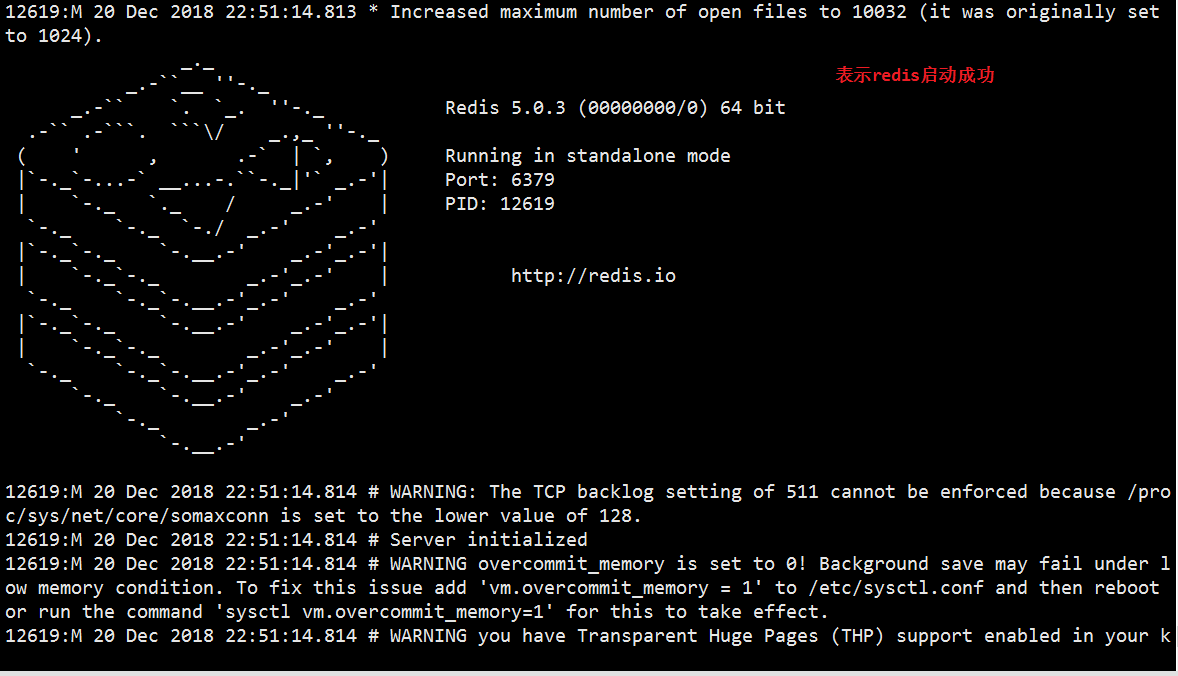 12619:M 20 Dec 2018 22:51:14.813 * Increased maximum number of open files to 10032 (it was originally set
to 1024).
表示redis启动成功
Redis 5.0.3 (00000000/0) 64 bit
Running in standalone mode
Port: 6379
PID: 12619
http://redis.io
12619:M 20 Dec 2018 22:51:14.814 # WARNING: The TCP backlog setting of 511 cannot be enforced because /pro
c/sys/net/core/somaxconn is set to the lower value of 128.
12619:M 20 Dec 2018 22:51:14.814 # Server initialized
12619:M 20 Dec 2018 22:51:14.814 # WARNING overcommit_memory is set to 0! Background save may fail under l
ow memory condition. To fix this issue add 'vm.overcommit_memory = 1' to /etc/sysctl.conf and then reboot
or run the command 'sysctl vm.overcommit_memory=1' for this to take effect.
12619:M 20 Dec 2018 22:51:14.814 # WARNING you have Transparent Huge Pages (THP) support enabled in your k